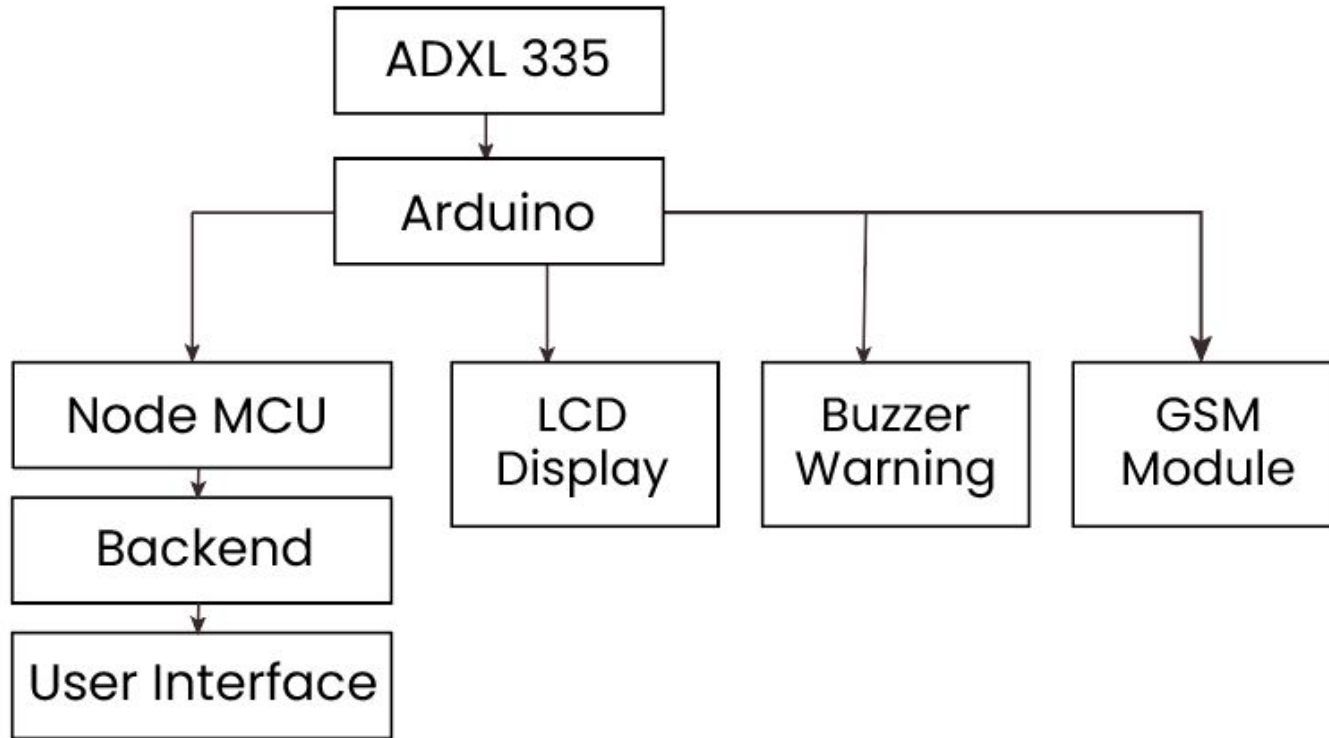 ADXL 335
Arduino
Node MCU
LCD
Display
Buzzer
Warning
GSM
Module
Backend
User Interface